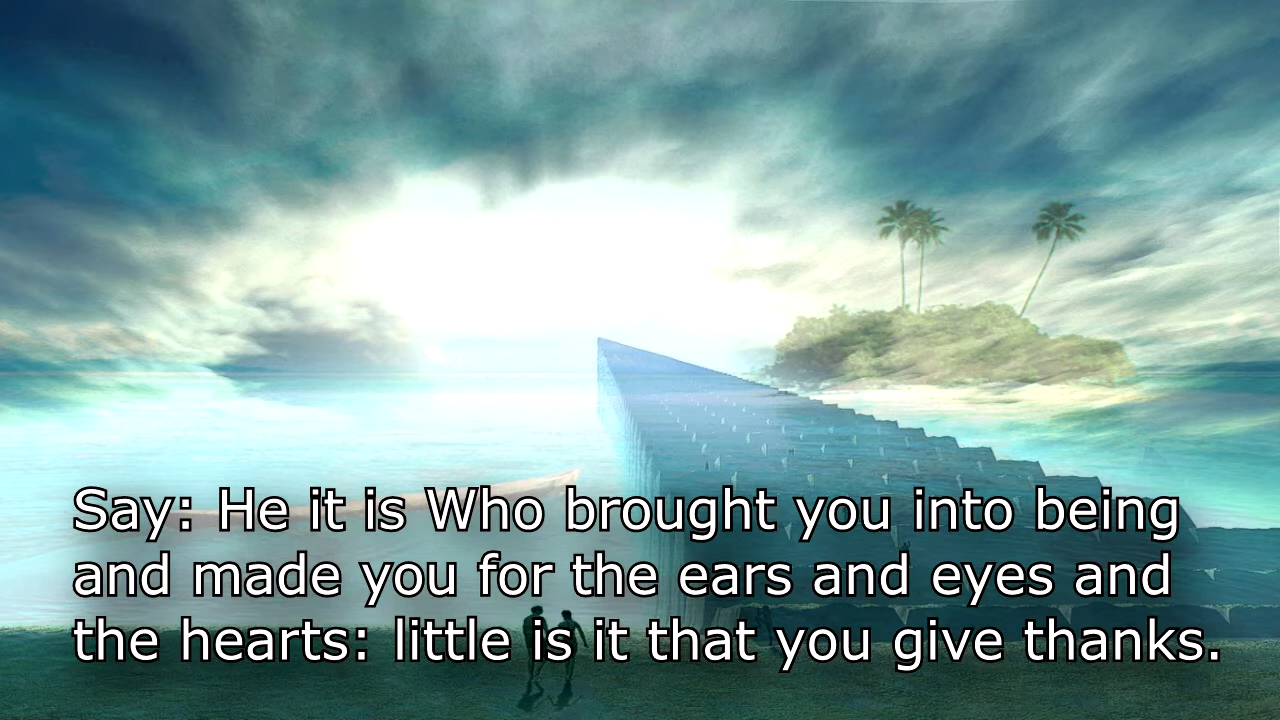 Say: He it is Who brought you into being
and made you for the ears and eyes and
the hearts: little is it that you give thanks.